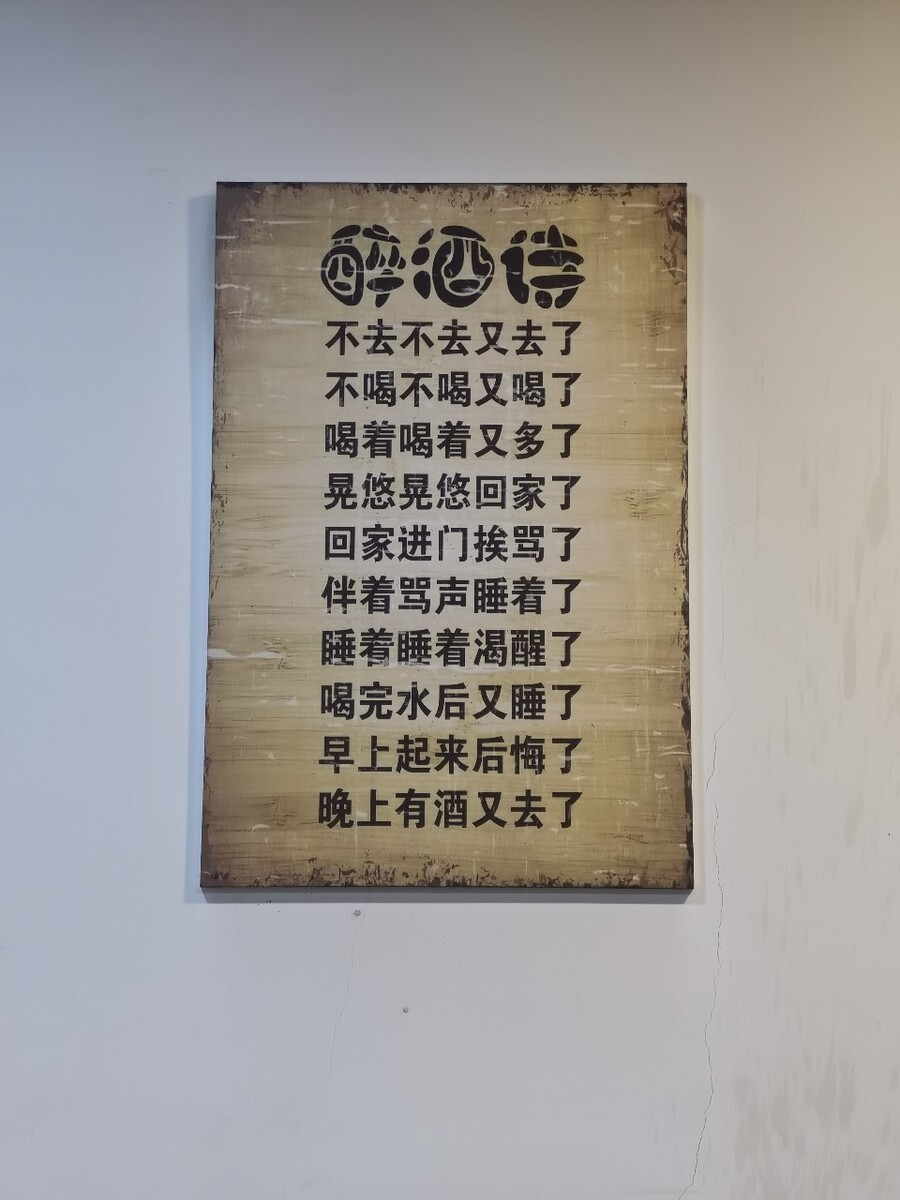 醉酒诗
不去不去又去了
不喝不喝又喝了
喝着喝着又多了
晃悠晃悠回家了
回家进门挨骂了
伴着骂声睡着了
睡着睡着渴醒了
喝完水后又睡了
早上起来后悔了
晚上有酒又去了